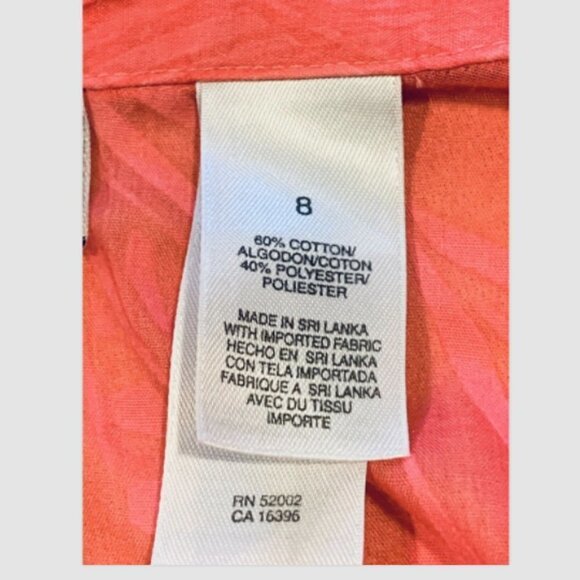 8
60% COTTON/
ALGODON/COTON
40% POLYESTER/
POLIESTER
MADE IN SRI LANKA
WITH IMPORTED FABRIC
HECHO EN SRI LANKA
CON TELA IMPORTADA
FABRIQUE A SRI LANKA
AVEC DU TISSU
IMPORTE
RN 52002
CA 16396